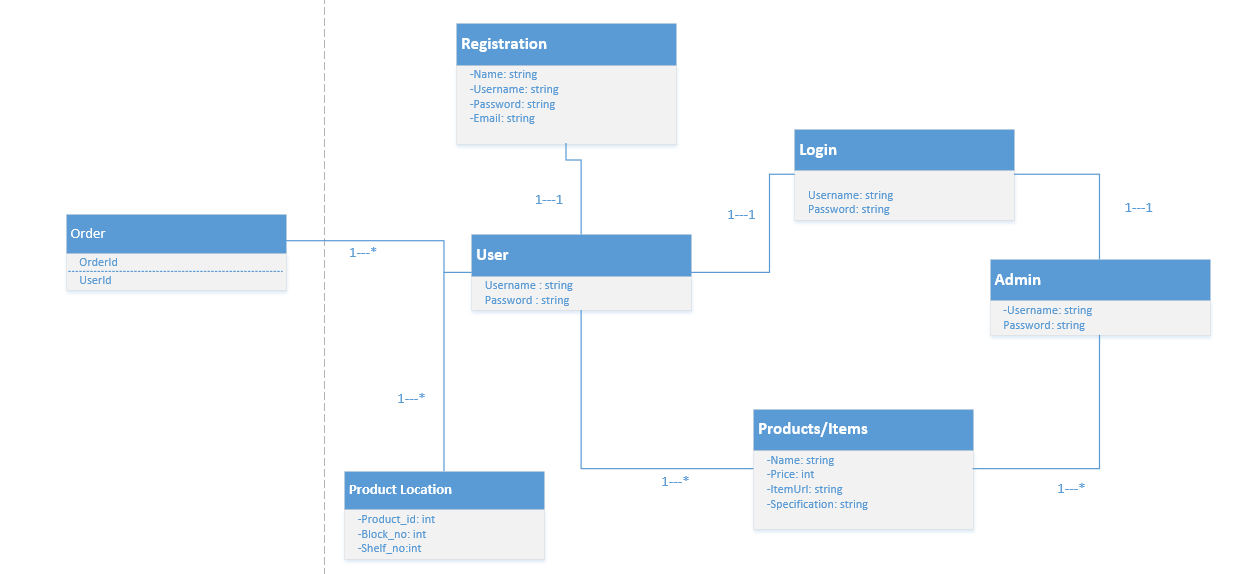 Registration
-Name: string
-Username: string
-Password: string
-Email: string
Login
Username: string
Password: string
1---1
1---1
1---1
Order
OrderId
UserId
1---*
User
Username : string
Password : string
Admin
-Username: string
Password: string
1---*
Products/Items
-Name: string
-Price: int
-ItemUrl: string
-Specification: string
1---*
1---*
Product Location
-Product_id: int
-Block_no: int
-Shelf_no:int